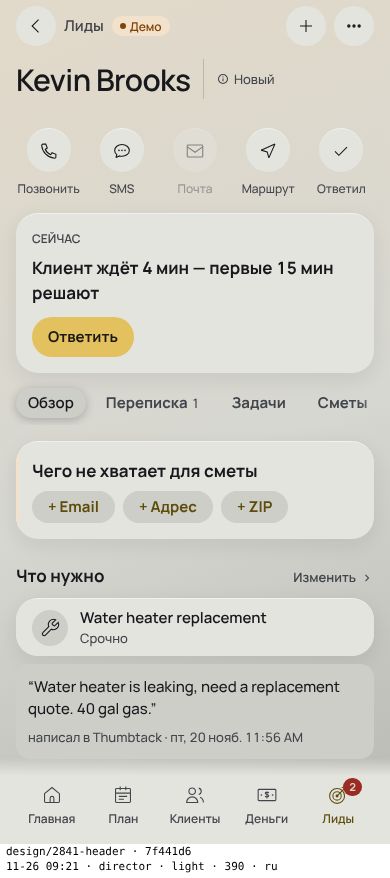 Лиды
Демо
Kevin Brooks
Новый
Позвонить
SMS
Почта
Маршрут
Ответил
СЕЙЧАС
Клиент ждёт 4 мин — первые 15 мин
решают
Ответить
Обзор
Переписка 1
Задачи
Сметы
Чего не хватает для сметы
+ Email
+ Адрес
+ ZIP
Что нужно
Изменить
Water heater replacement
Срочно
“Water heater is leaking, need a replacement
quote. 40 gal gas.”
написал в Thumbtack · пт, 20 нояб. 11:56 AM
2
Главная
План
Клиенты
Деньги
Лиды
design/2841-header · 7f441d6
11-26 09:21 · director · light · 390 · ru